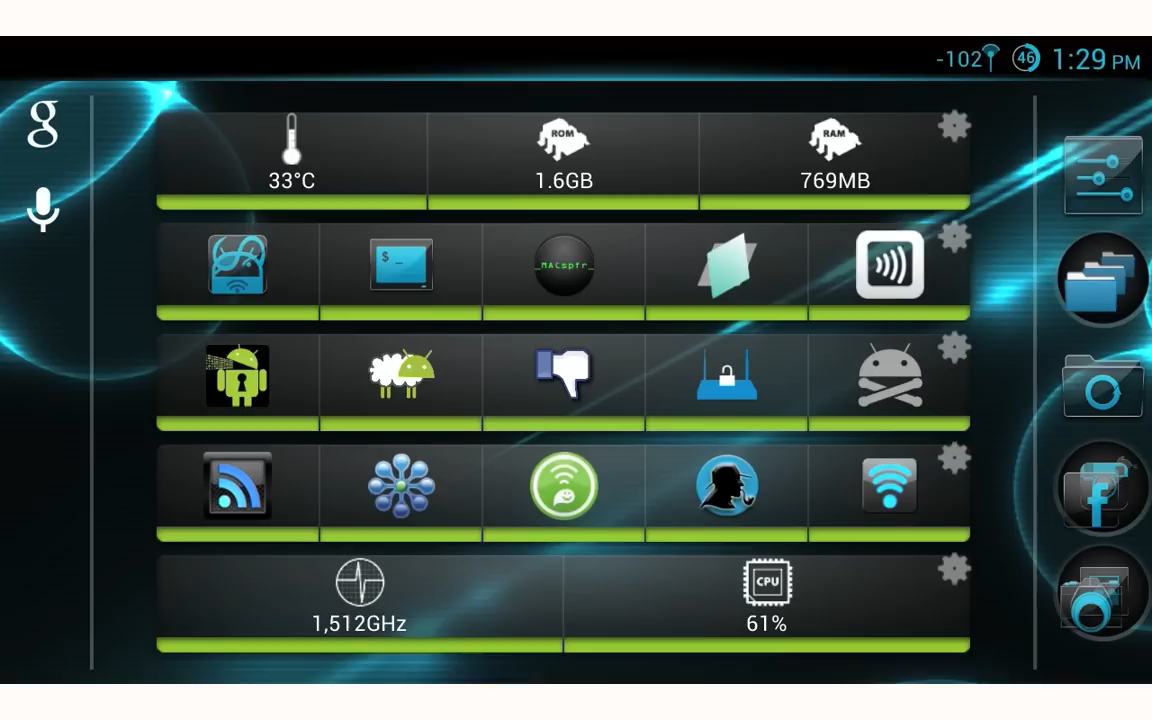 -102 46 1:29 PM
g
ROM RAM
33°C 1.6GB 769MB
$ _ _MACspfr_
f
CPU
1,512GHz 61%